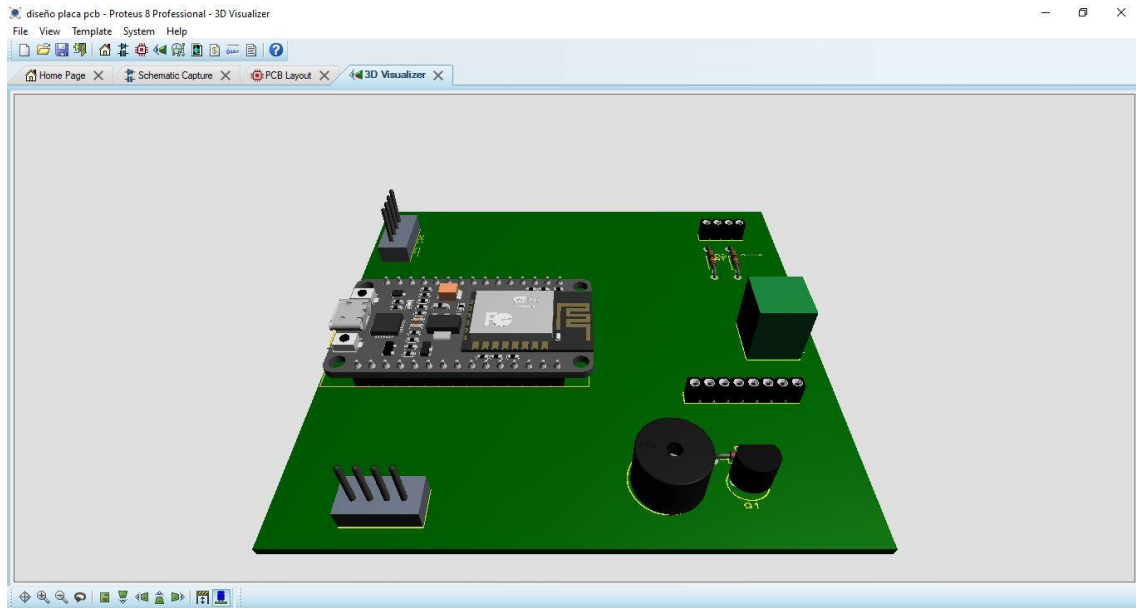 diseño placa pcb - Proteus 8 Professional - 3D Visualizer
File View Template System Help
Home Page
Schematic Capture
PCB Layout
3D Visualizer
Q1